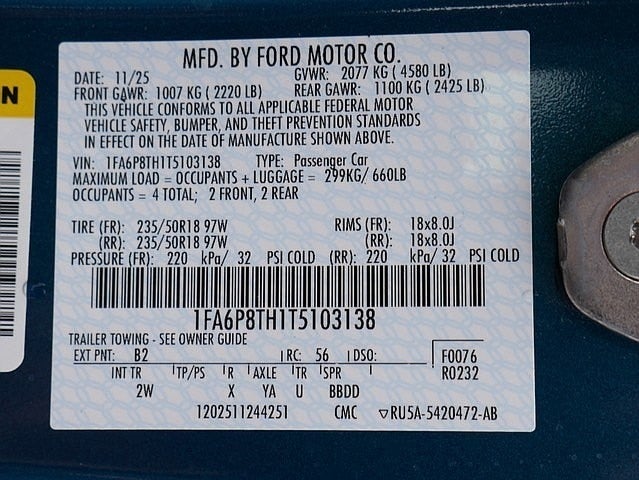 MFD. BY FORD MOTOR CO.
DATE: 11/25 GVWR: 2077 KG ( 4580 LB)
FRONT GAWR: 1007 KG ( 2220 LB) REAR GAWR: 1100 KG ( 2425 LB)
THIS VEHICLE CONFORMS TO ALL APPLICABLE FEDERAL MOTOR
VEHICLE SAFETY, BUMPER, AND THEFT PREVENTION STANDARDS
IN EFFECT ON THE DATE OF MANUFACTURE SHOWN ABOVE.
VIN: 1FA6P8TH1T5103138 TYPE: Passenger Car
MAXIMUM LOAD = OCCUPANTS + LUGGAGE = 299KG/ 660LB
OCCUPANTS = 4 TOTAL; 2 FRONT, 2 REAR
TIRE (FR): 235/50R18 97W RIMS (FR): 18x8.0J
(RR): 235/50R18 97W (RR): 18x8.0J
PRESSURE (FR): 220 kPa/ 32 PSI COLD (RR): 220 kPa/ 32 PSI COLD
1FA6P8TH1T5103138
TRAILER TOWING - SEE OWNER GUIDE
EXT PNT: B2 RC: 56 DSO: F0076
INT TR TP/PS R AXLE TR SPR R0232
2W X YA U BBDD
1202511244251 CMC ▽RU5A-5420472-AB
N